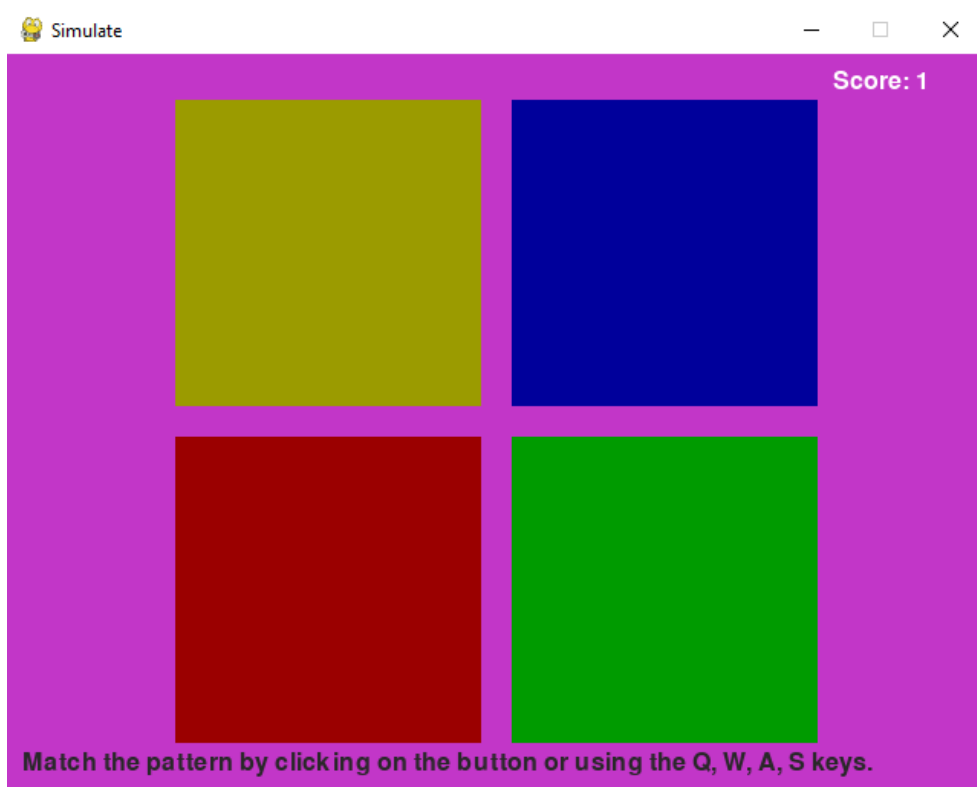 Simulate
Score: 1
Match the pattern by clicking on the button or using the Q, W, A, S keys.